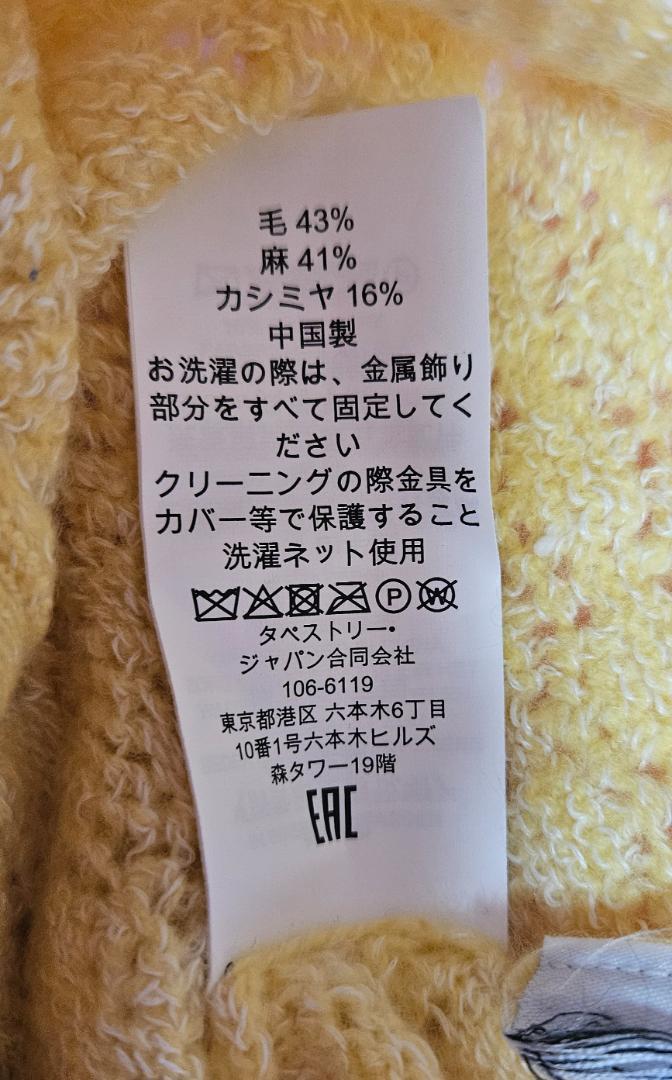 毛 43%
麻 41%
カシミヤ 16%
中国製
お洗濯の際は、金属飾り
部分をすべて固定してく
ださい
クリーニングの際金具を
カバー等で保護すること
洗濯ネット使用
P W
タペストリー・
ジャパン合同会社
106-6119
東京都港区 六本木6丁目
10番1号六本木ヒルズ
森タワー19階
EAC